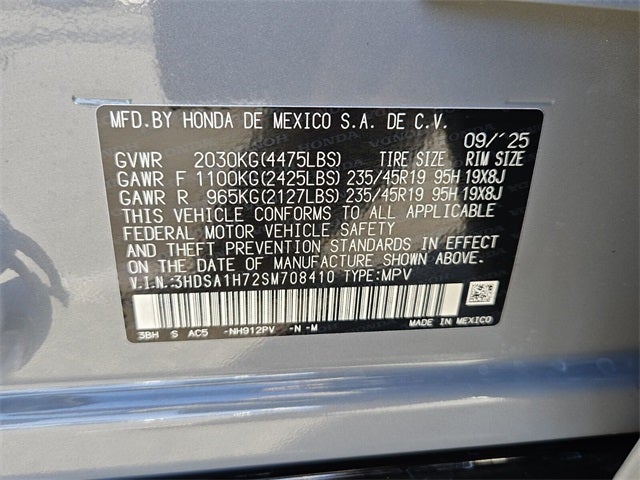 MFD.BY HONDA DE MEXICO S.A. DE C.V.
09/'25
GVWR 2030KG(4475LBS) TIRE SIZE RIM SIZE
GAWR F 1100KG(2425LBS) 235/45R19 95H 19X8J
GAWR R 965KG(2127LBS) 235/45R19 95H 19X8J
THIS VEHICLE CONFORMS TO ALL APPLICABLE
FEDERAL MOTOR VEHICLE SAFETY
AND THEFT PREVENTION STANDARDS IN EFFECT
ON THE DATE OF MANUFACTURE SHOWN ABOVE.
V.I.N.:3HDSA1H72SM708410 TYPE:MPV
3BH S AC5 -NH912PV -N -M
MADE IN MEXICO